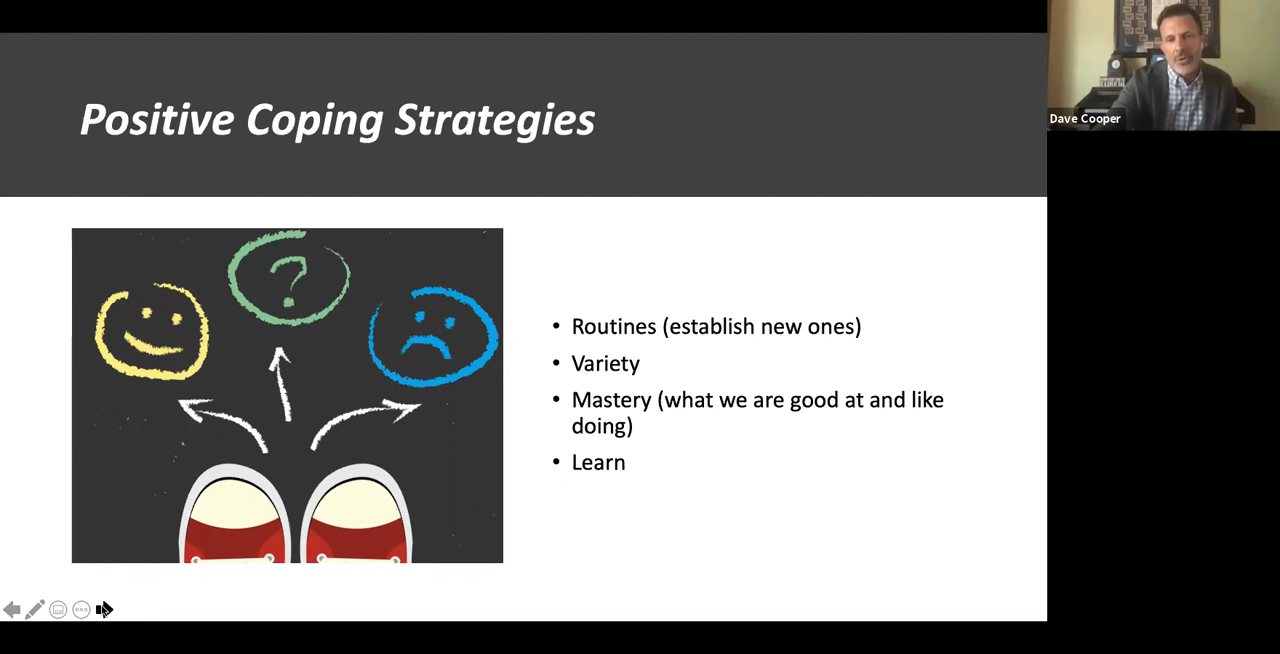 Positive Coping Strategies
Dave Cooper
?
• Routines (establish new ones)
• Variety
• Mastery (what we are good at and like
doing)
• Learn